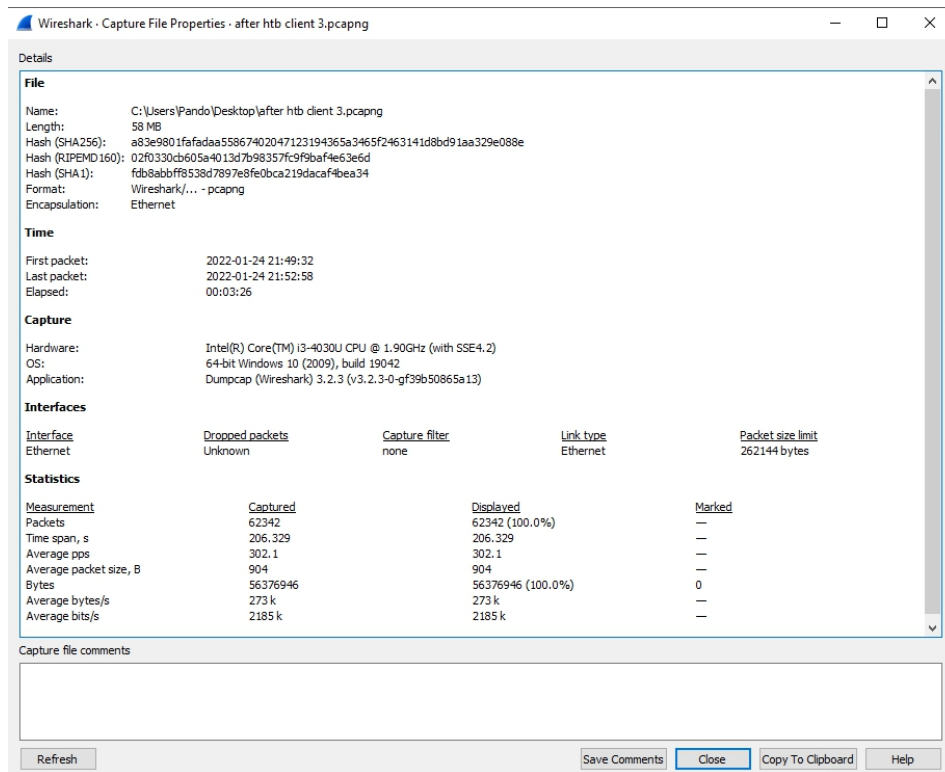 Wireshark · Capture File Properties · after htb client 3.pcapng
Details
File
Name: C:\Users\Pando\Desktop\after htb client 3.pcapng
Length: 58 MB
Hash (SHA256): a83e9801fafadaa55867402047123194365a3465f2463141d8bd91aa329e088e
Hash (RIPEMD160): 02f0330cb605a4013d7b98357fc9f9baf4e63e6d
Hash (SHA1): fdb8abbff8538d7897e8fe0bca219dacaf4bea34
Format: Wireshark/... - pcapng
Encapsulation: Ethernet
Time
First packet: 2022-01-24 21:49:32
Last packet: 2022-01-24 21:52:58
Elapsed: 00:03:26
Capture
Hardware: Intel(R) Core(TM) i3-4030U CPU @ 1.90GHz (with SSE4.2)
OS: 64-bit Windows 10 (2009), build 19042
Application: Dumpcap (Wireshark) 3.2.3 (v3.2.3-0-gf39b50865a13)
Interfaces
Interface Dropped packets Capture filter Link type Packet size limit
Ethernet Unknown none Ethernet 262144 bytes
Statistics
Measurement Captured Displayed Marked
Packets 62342 62342 (100.0%) —
Time span, s 206.329 206.329 —
Average pps 302.1 302.1 —
Average packet size, B 904 904 —
Bytes 56376946 56376946 (100.0%) 0
Average bytes/s 273 k 273 k —
Average bits/s 2185 k 2185 k —
Capture file comments
Refresh Save Comments Close Copy To Clipboard Help